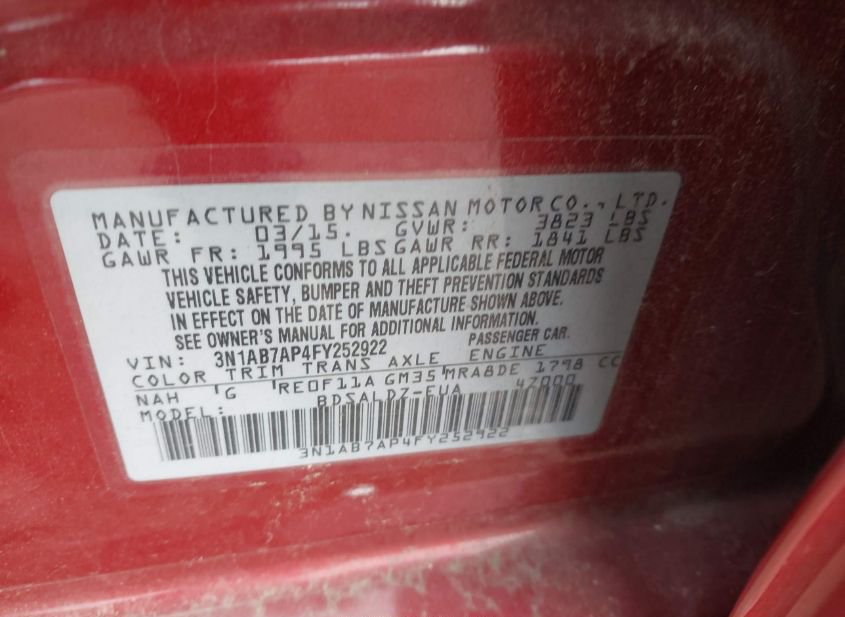 MANUFACTURED BY NISSAN MOTOR CO., LTD.
DATE: 03/15. GVWR: 3823 LBS
GAWR FR: 1995 LBS GAWR RR: 1841 LBS
THIS VEHICLE CONFORMS TO ALL APPLICABLE FEDERAL MOTOR
VEHICLE SAFETY, BUMPER AND THEFT PREVENTION STANDARDS
IN EFFECT ON THE DATE OF MANUFACTURE SHOWN ABOVE.
SEE OWNER'S MANUAL FOR ADDITIONAL INFORMATION.
VIN: 3N1AB7AP4FY252922 PASSENGER CAR.
COLOR TRIM TRANS AXLE ENGINE
NAH G RE0F11A GM35 MRA8DE 1798 CC
MODEL: BDSALDZ-EUA 47000
3N1AB7AP4FY252922